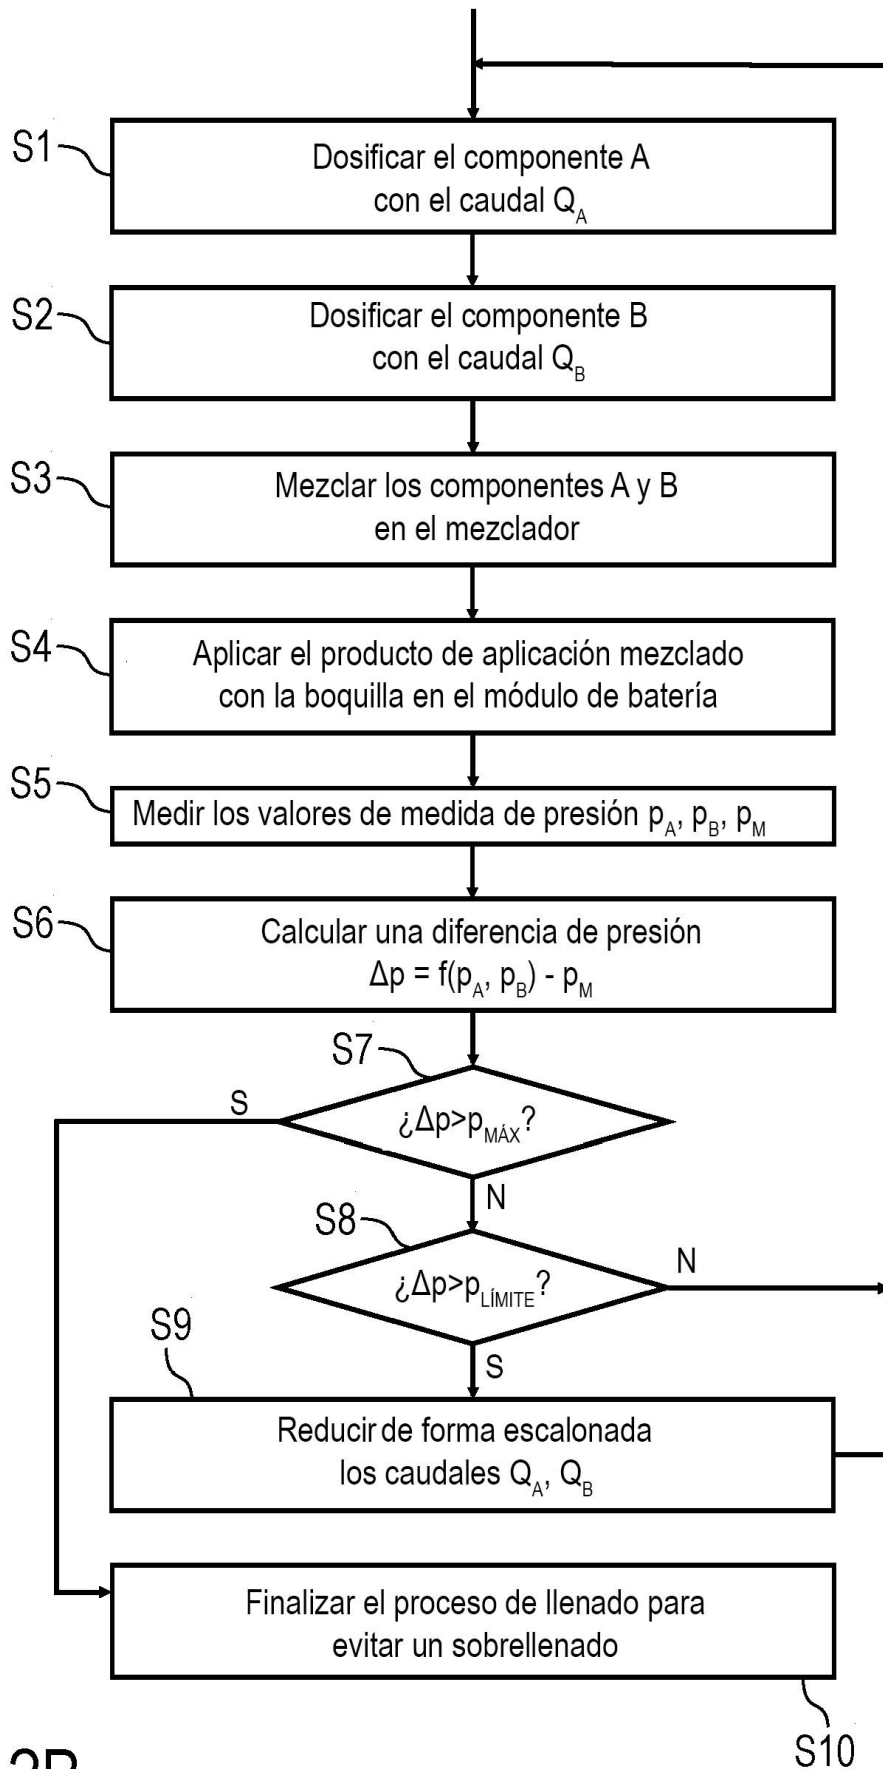 S1
Dosificar el componente A
con el caudal Q_A
S2
Dosificar el componente B
con el caudal Q_B
S3
Mezclar los componentes A y B
en el mezclador
S4
Aplicar el producto de aplicación mezclado
con la boquilla en el módulo de batería
S5
Medir los valores de medida de presión p_A, p_B, p_M
S6
Calcular una diferencia de presión
Δp = f(p_A, p_B) - p_M
S7
S
¿Δp>p_MÁX?
N
S8
¿Δp>p_LÍMITE?
N
S
S9
Reducir de forma escalonada
los caudales Q_A, Q_B
Finalizar el proceso de llenado para
evitar un sobrellenado
S10